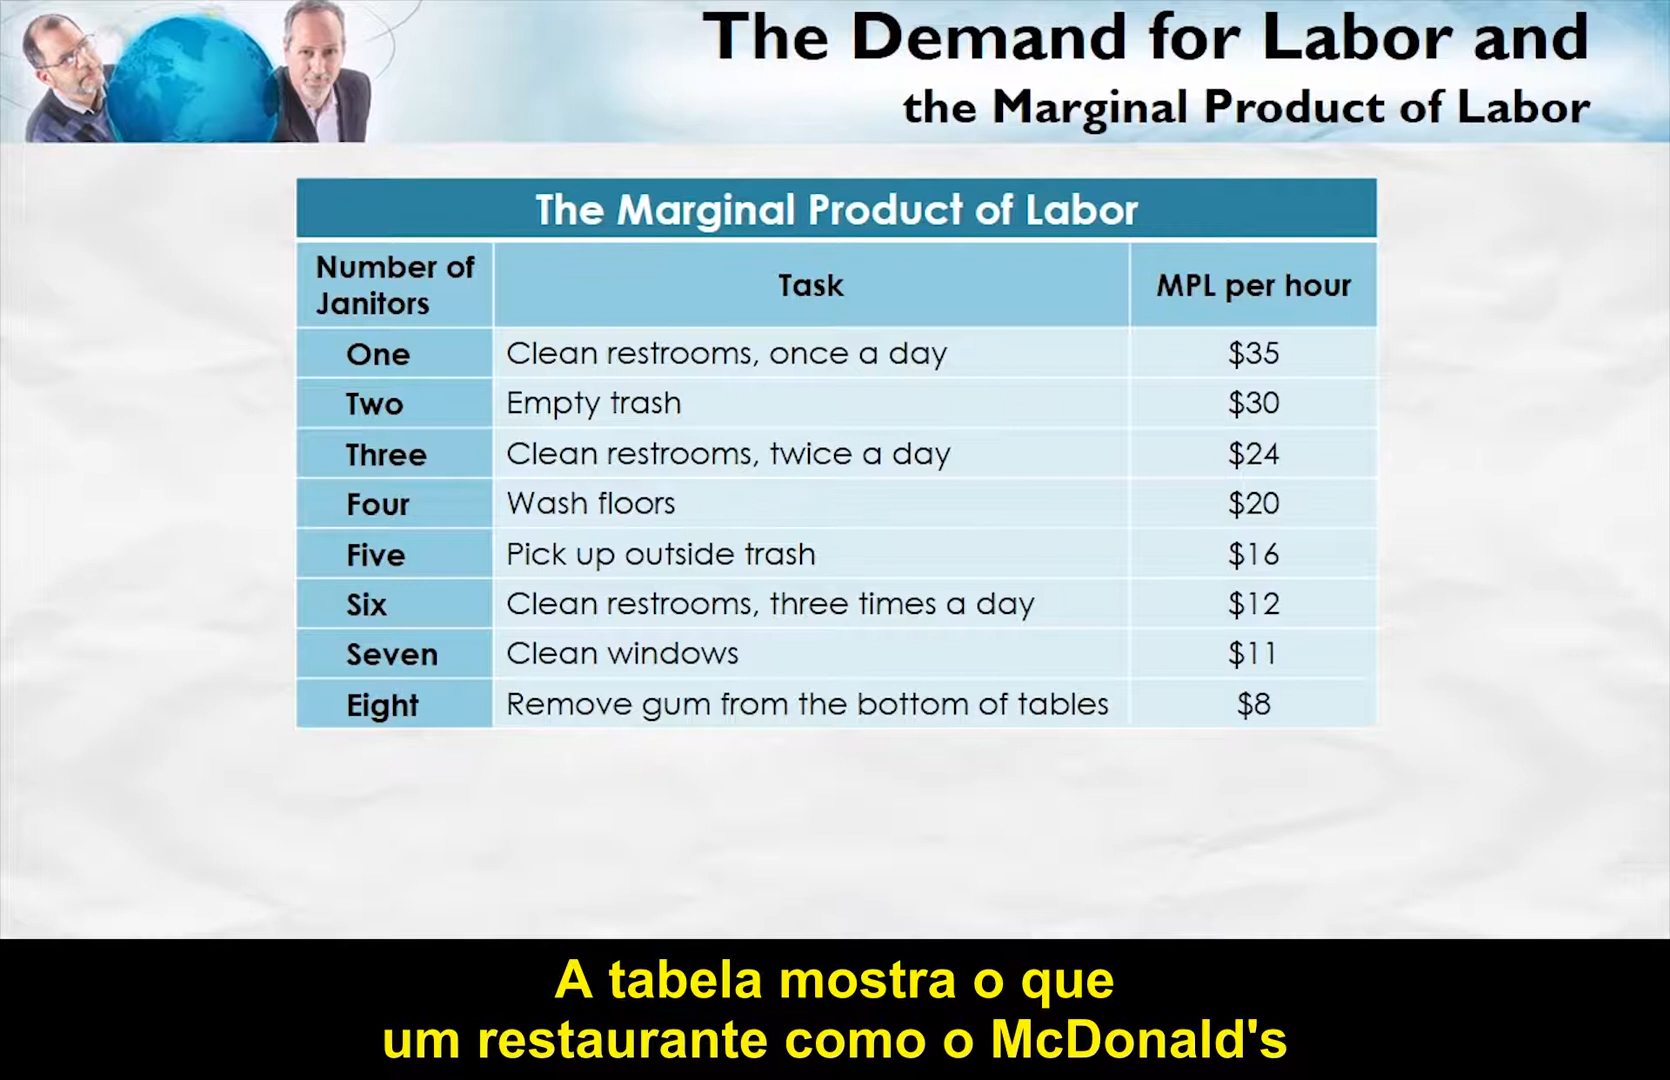 The Demand for Labor and
the Marginal Product of Labor
The Marginal Product of Labor
Number of
Janitors
Task
MPL per hour
One
Clean restrooms, once a day
$35
Two
Empty trash
$30
Three
Clean restrooms, twice a day
$24
Four
Wash floors
$20
Five
Pick up outside trash
$16
Six
Clean restrooms, three times a day
$12
Seven
Clean windows
$11
Eight
Remove gum from the bottom of tables
$8
A tabela mostra o que
um restaurante como o McDonald's